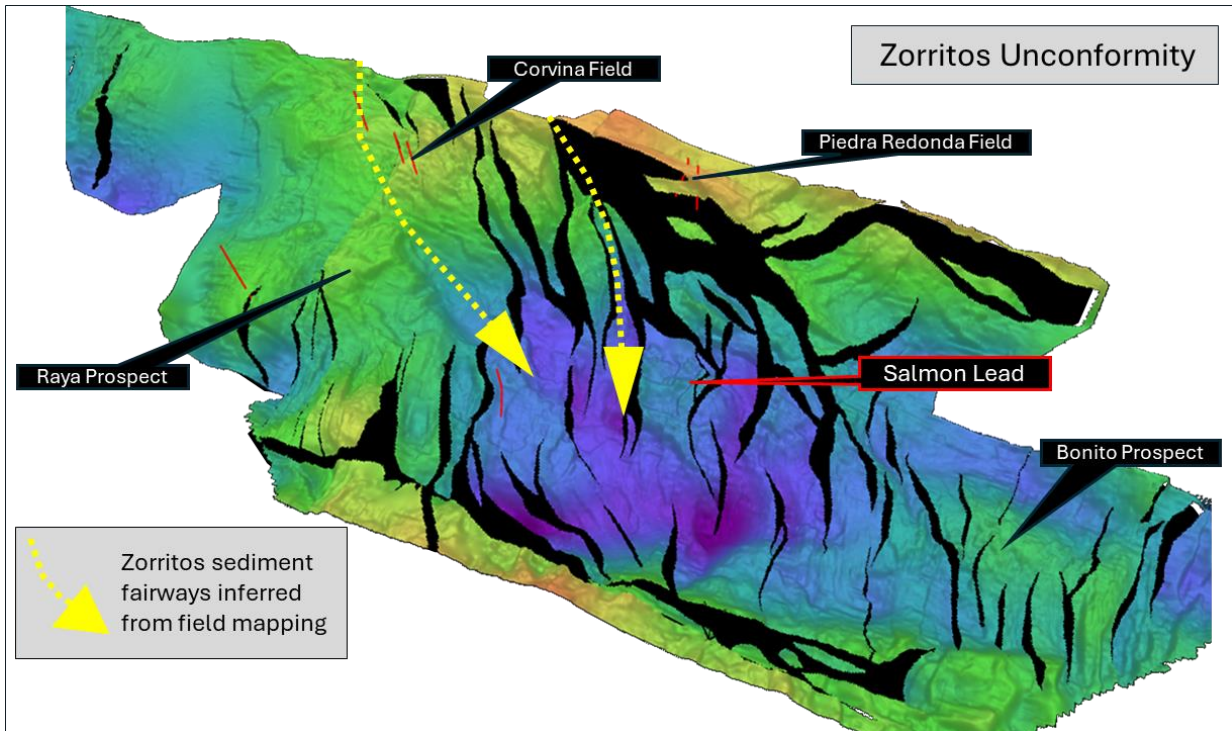 Zorritos Unconformity
Corvina Field
Piedra Redonda Field
Raya Prospect
Salmon Lead
Bonito Prospect
Zorritos sediment
fairways inferred
from field mapping